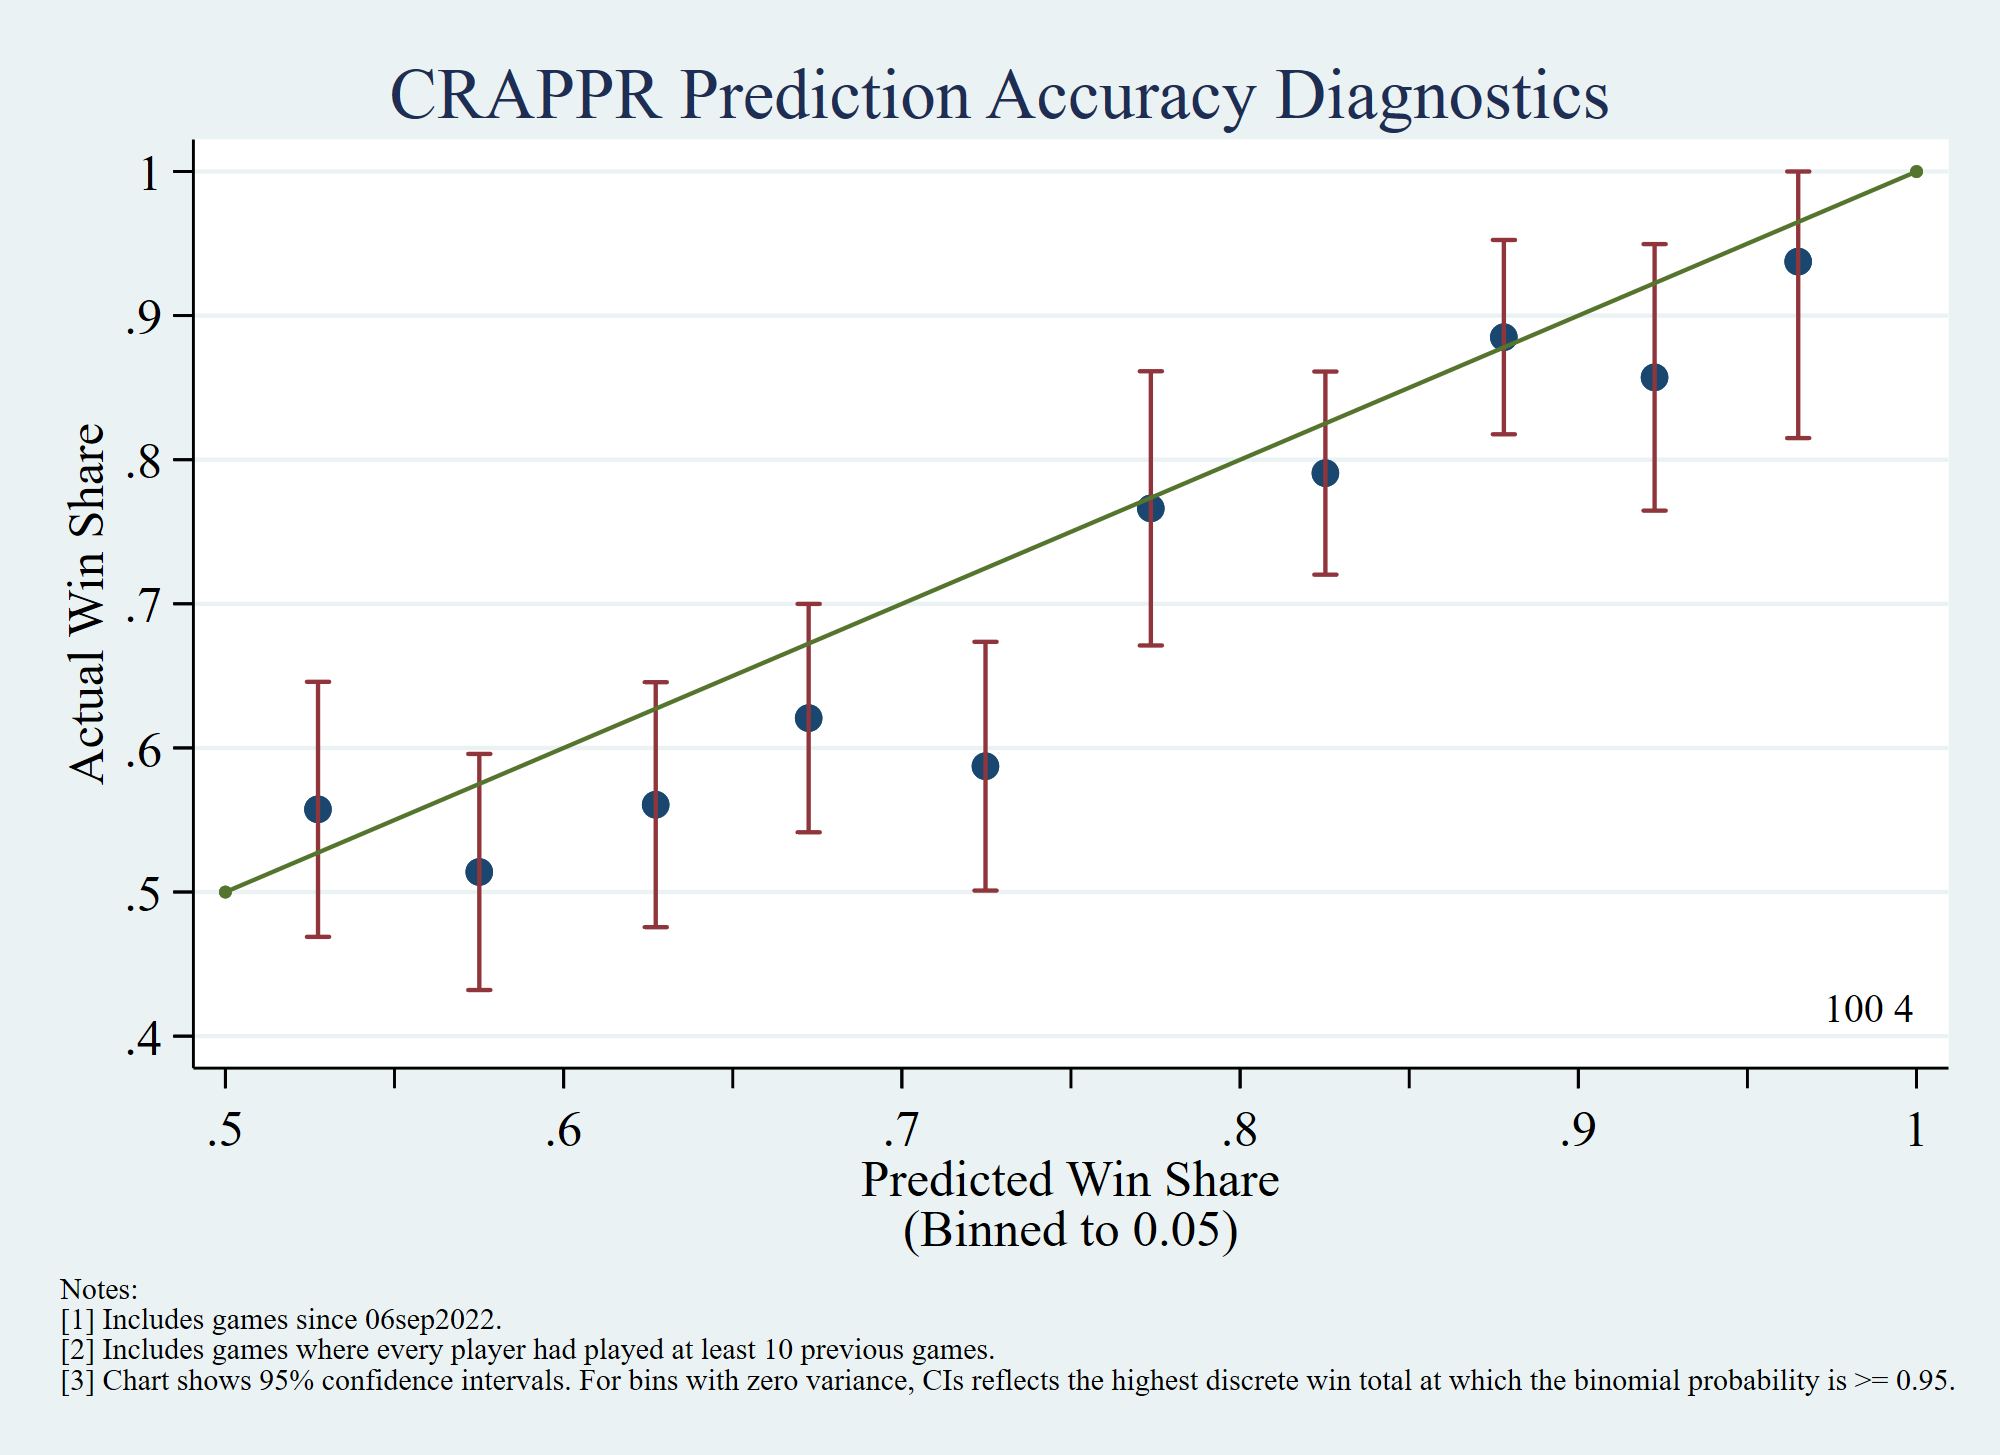 CRAPPR Prediction Accuracy Diagnostics
Actual Win Share
1
.9
.8
.7
.6
.5
.4
100 4
.5 .6 .7 .8 .9 1
Predicted Win Share
(Binned to 0.05)
Notes:
[1] Includes games since 06sep2022.
[2] Includes games where every player had played at least 10 previous games.
[3] Chart shows 95% confidence intervals. For bins with zero variance, CIs reflects the highest discrete win total at which the binomial probability is >= 0.95.